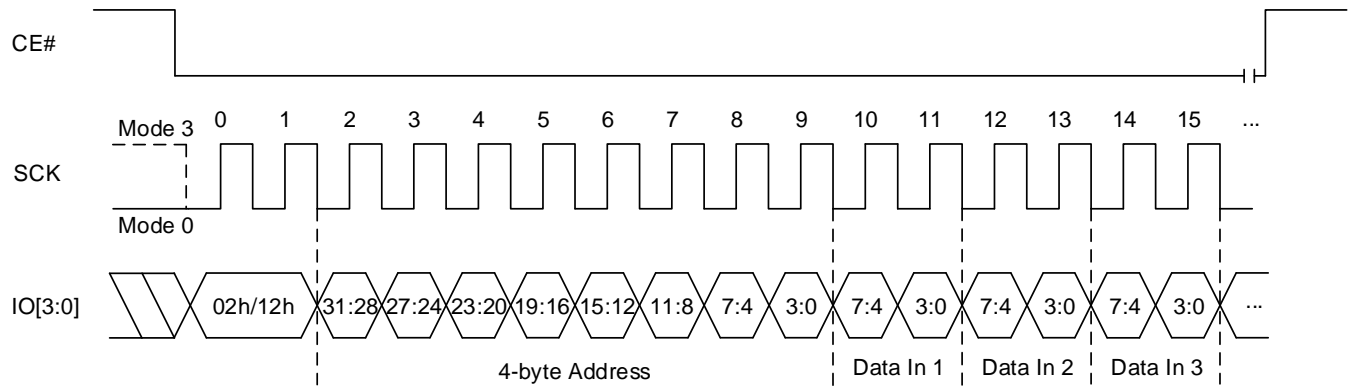 CE#
Mode 3 0 1 2 3 4 5 6 7 8 9 10 11 12 13 14 15 ...
SCK
Mode 0
IO[3:0] 02h/12h 31:28 27:24 23:20 19:16 15:12 11:8 7:4 3:0 7:4 3:0 7:4 3:0 7:4 3:0 ...
4-byte Address Data In 1 Data In 2 Data In 3